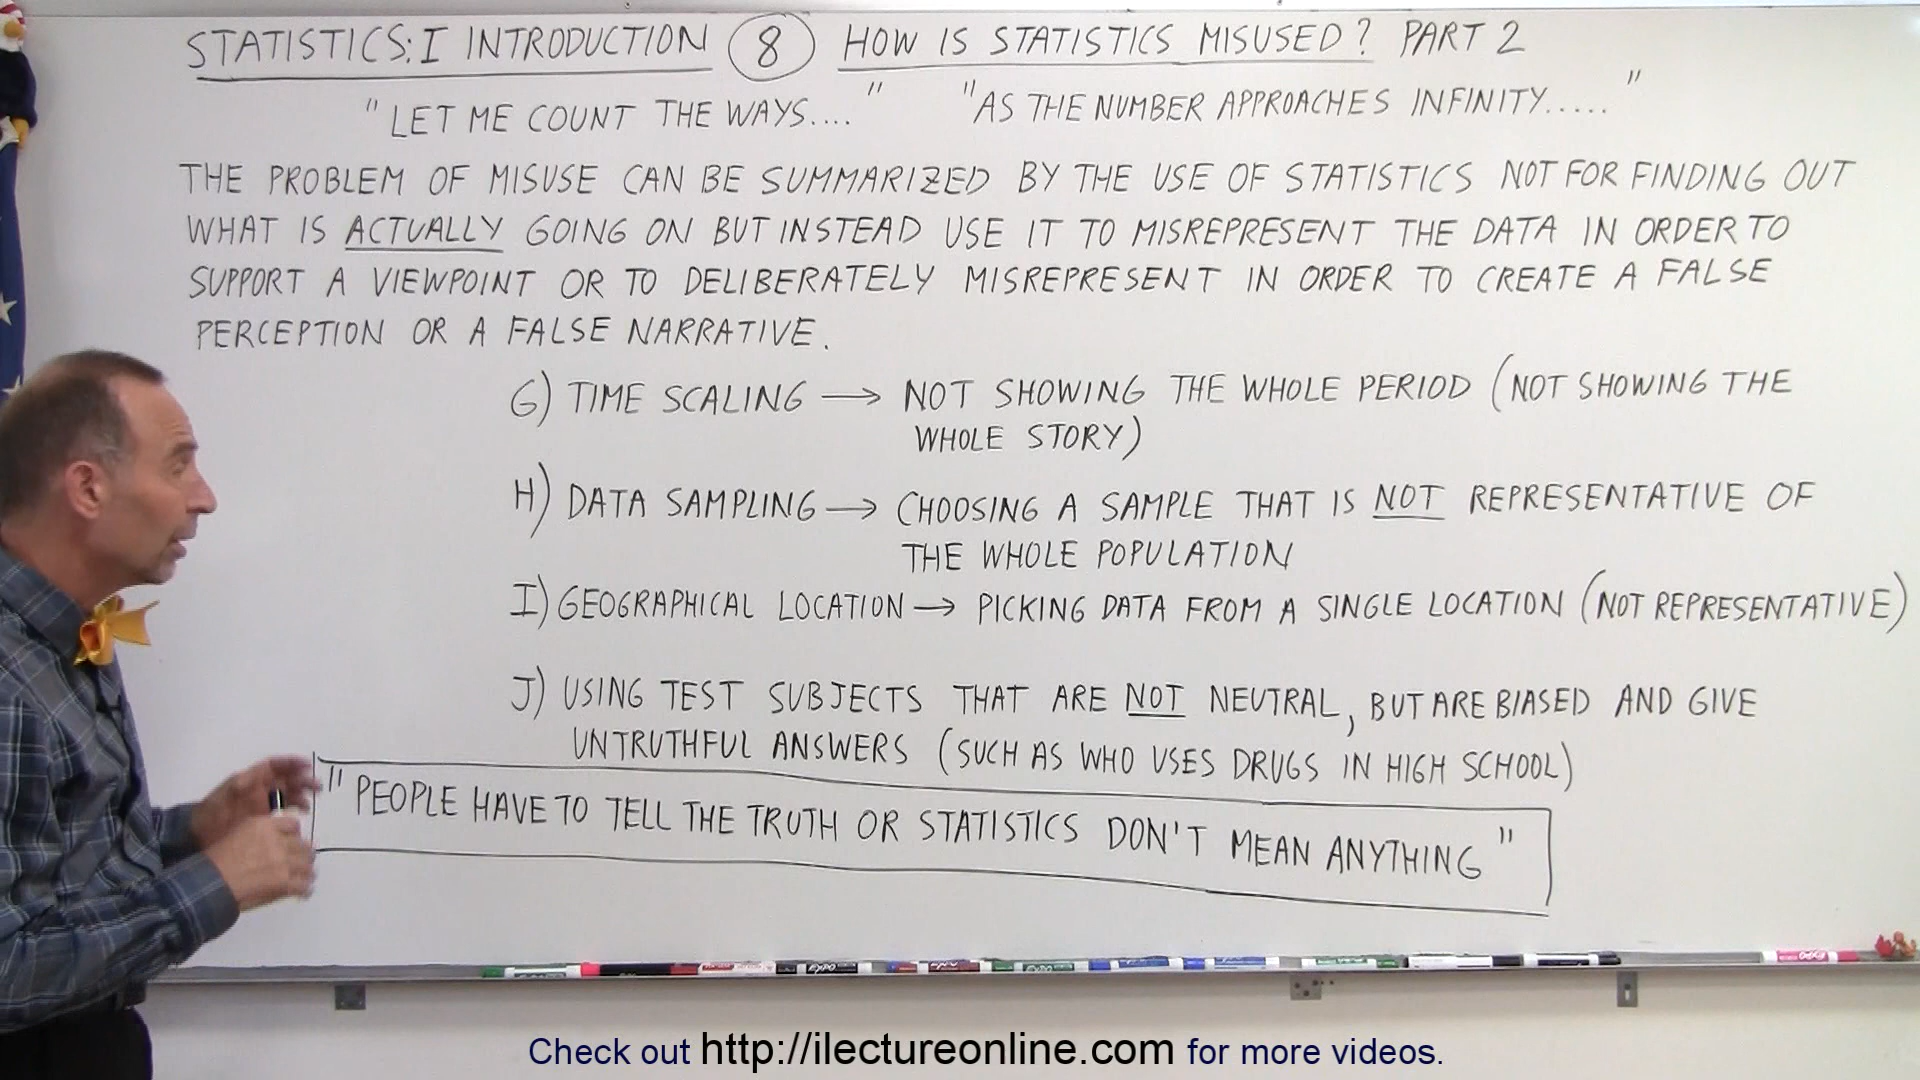 STATISTICS: I INTRODUCTION 8 HOW IS STATISTICS MISUSED? PART 2
"LET ME COUNT THE WAYS...." "AS THE NUMBER APPROACHES INFINITY....."
THE PROBLEM OF MISUSE CAN BE SUMMARIZED BY THE USE OF STATISTICS NOT FOR FINDING OUT
WHAT IS ACTUALLY GOING ON BUT INSTEAD USE IT TO MISREPRESENT THE DATA IN ORDER TO
SUPPORT A VIEWPOINT OR TO DELIBERATELY MISREPRESENT IN ORDER TO CREATE A FALSE
PERCEPTION OR A FALSE NARRATIVE.
G) TIME SCALING → NOT SHOWING THE WHOLE PERIOD (NOT SHOWING THE
WHOLE STORY)
H) DATA SAMPLING → CHOOSING A SAMPLE THAT IS NOT REPRESENTATIVE OF
THE WHOLE POPULATION
I) GEOGRAPHICAL LOCATION → PICKING DATA FROM A SINGLE LOCATION (NOT REPRESENTATIVE)
J) USING TEST SUBJECTS THAT ARE NOT NEUTRAL, BUT ARE BIASED AND GIVE
UNTRUTHFUL ANSWERS (SUCH AS WHO USES DRUGS IN HIGH SCHOOL)
"PEOPLE HAVE TO TELL THE TRUTH OR STATISTICS DON'T MEAN ANYTHING"
EXPO
Check out http://ilectureonline.com for more videos.